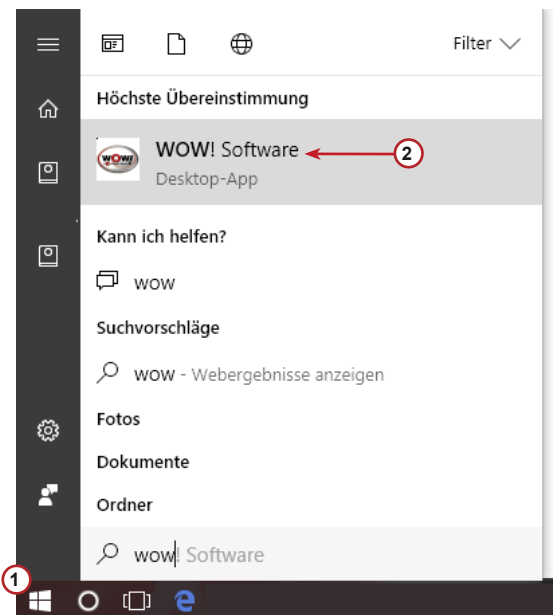 Filter
Höchste Übereinstimmung
WOW! Software
2
Desktop-App
Kann ich helfen?
wow
Suchvorschläge
wow - Webergebnisse anzeigen
Fotos
Dokumente
Ordner
wow! Software
1